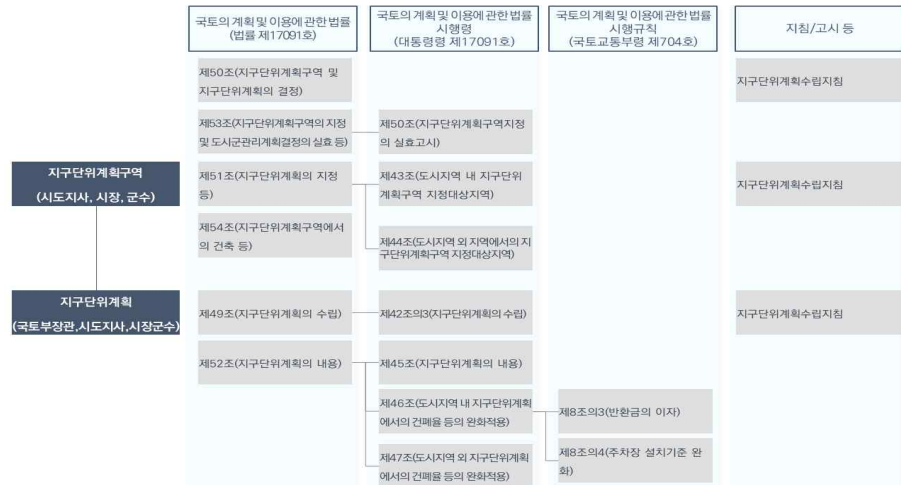 국토의 계획 및 이용에 관한 법률
(법률 제17091호)
국토의 계획 및 이용에 관한 법률
시행령
(대통령령 제17091호)
국토의 계획 및 이용에 관한 법률
시행규칙
(국토교통부령 제704호)
지침/고시 등
제50조(지구단위계획구역 및
지구단위계획의 결정)
지구단위계획수립지침
제53조(지구단위계획구역의 지정
및 도시군관리계획결정의 실효 등)
제50조(지구단위계획구역지정
의 실효고시)
지구단위계획구역
(시도지사, 시장, 군수)
제51조(지구단위계획의 지정
등)
제43조(도시지역 내 지구단위
계획구역 지정대상지역)
지구단위계획수립지침
제54조(지구단위계획구역에서
의 건축 등)
제44조(도시지역 외 지역에서의 지
구단위계획구역 지정대상지역)
지구단위계획
(국토부장관,시도지사,시장군수)
제49조(지구단위계획의 수립)
제42조의3(지구단위계획의 수립)
지구단위계획수립지침
제52조(지구단위계획의 내용)
제45조(지구단위계획의 내용)
제46조(도시지역 내 지구단위계획
에서의 건폐율 등의 완화적용)
제8조의3(반환금의 이자)
제47조(도시지역 외 지구단위계획
에서의 건폐율 등의 완화적용)
제8조의4(주차장 설치기준 완
화)